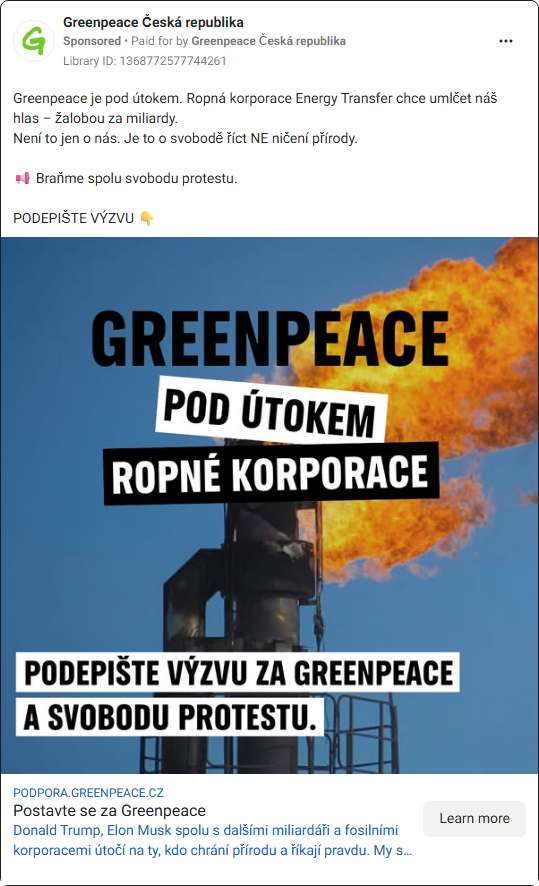 Greenpeace Česká republika
Sponsored • Paid for by Greenpeace Česká republika
Library ID: 1368772577744261
Greenpeace je pod útokem. Ropná korporace Energy Transfer chce umlčet náš
hlas – žalobou za miliardy.
Není to jen o nás. Je to o svobodě říct NE ničení přírody.
Braňme spolu svobodu protestu.
PODEPIŠTE VÝZVU
GREENPEACE
POD ÚTOKEM
ROPNÉ KORPORACE
PODEPIŠTE VÝZVU ZA GREENPEACE
A SVOBODU PROTESTU.
PODPORA.GREENPEACE.CZ
Postavte se za Greenpeace
Learn more
Donald Trump, Elon Musk spolu s dalšími miliardáři a fosilními
korporacemi útočí na ty, kdo chrání přírodu a říkají pravdu. My s...